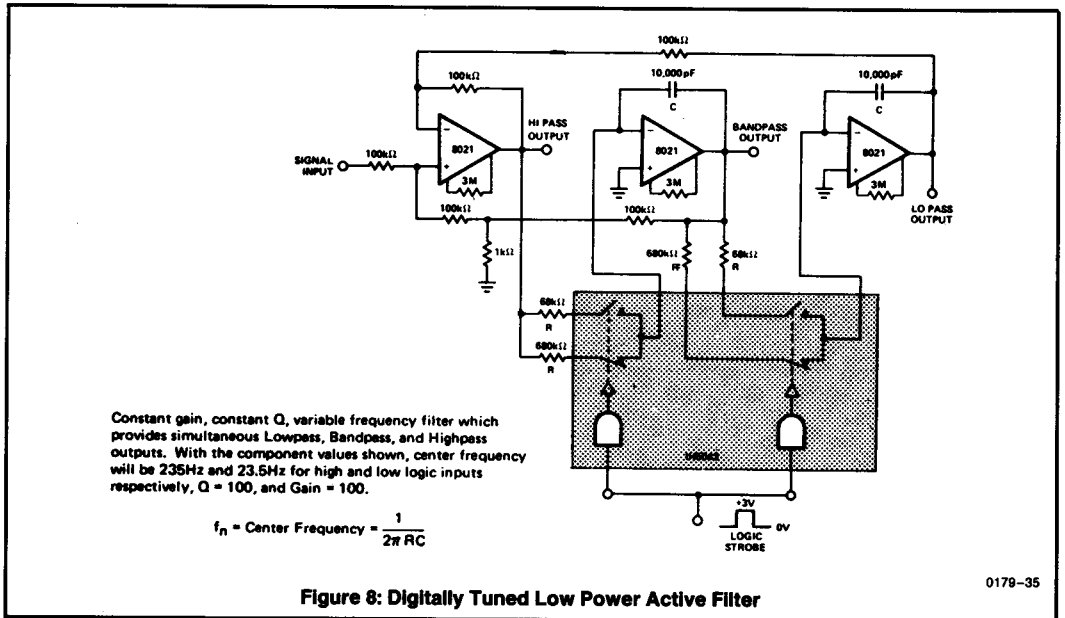 100kΩ
100kΩ
10,000pF
C
10,000pF
C
HI PASS
OUTPUT
BANDPASS
OUTPUT
8021
8021
8021
SIGNAL
INPUT
100kΩ
3M
3M
3M
LO PASS
OUTPUT
100kΩ
100kΩ
1kΩ
680kΩ
68kΩ
R
68kΩ
R
680kΩ
R
Constant gain, constant Q, variable frequency filter which
provides simultaneous Lowpass, Bandpass, and Highpass
outputs. With the component values shown, center frequency
will be 235Hz and 23.5Hz for high and low logic inputs
respectively, Q = 100, and Gain = 100.
fn = Center Frequency = 1
2π RC
+3V
0V
LOGIC
STROBE
0179–35
Figure 8: Digitally Tuned Low Power Active Filter